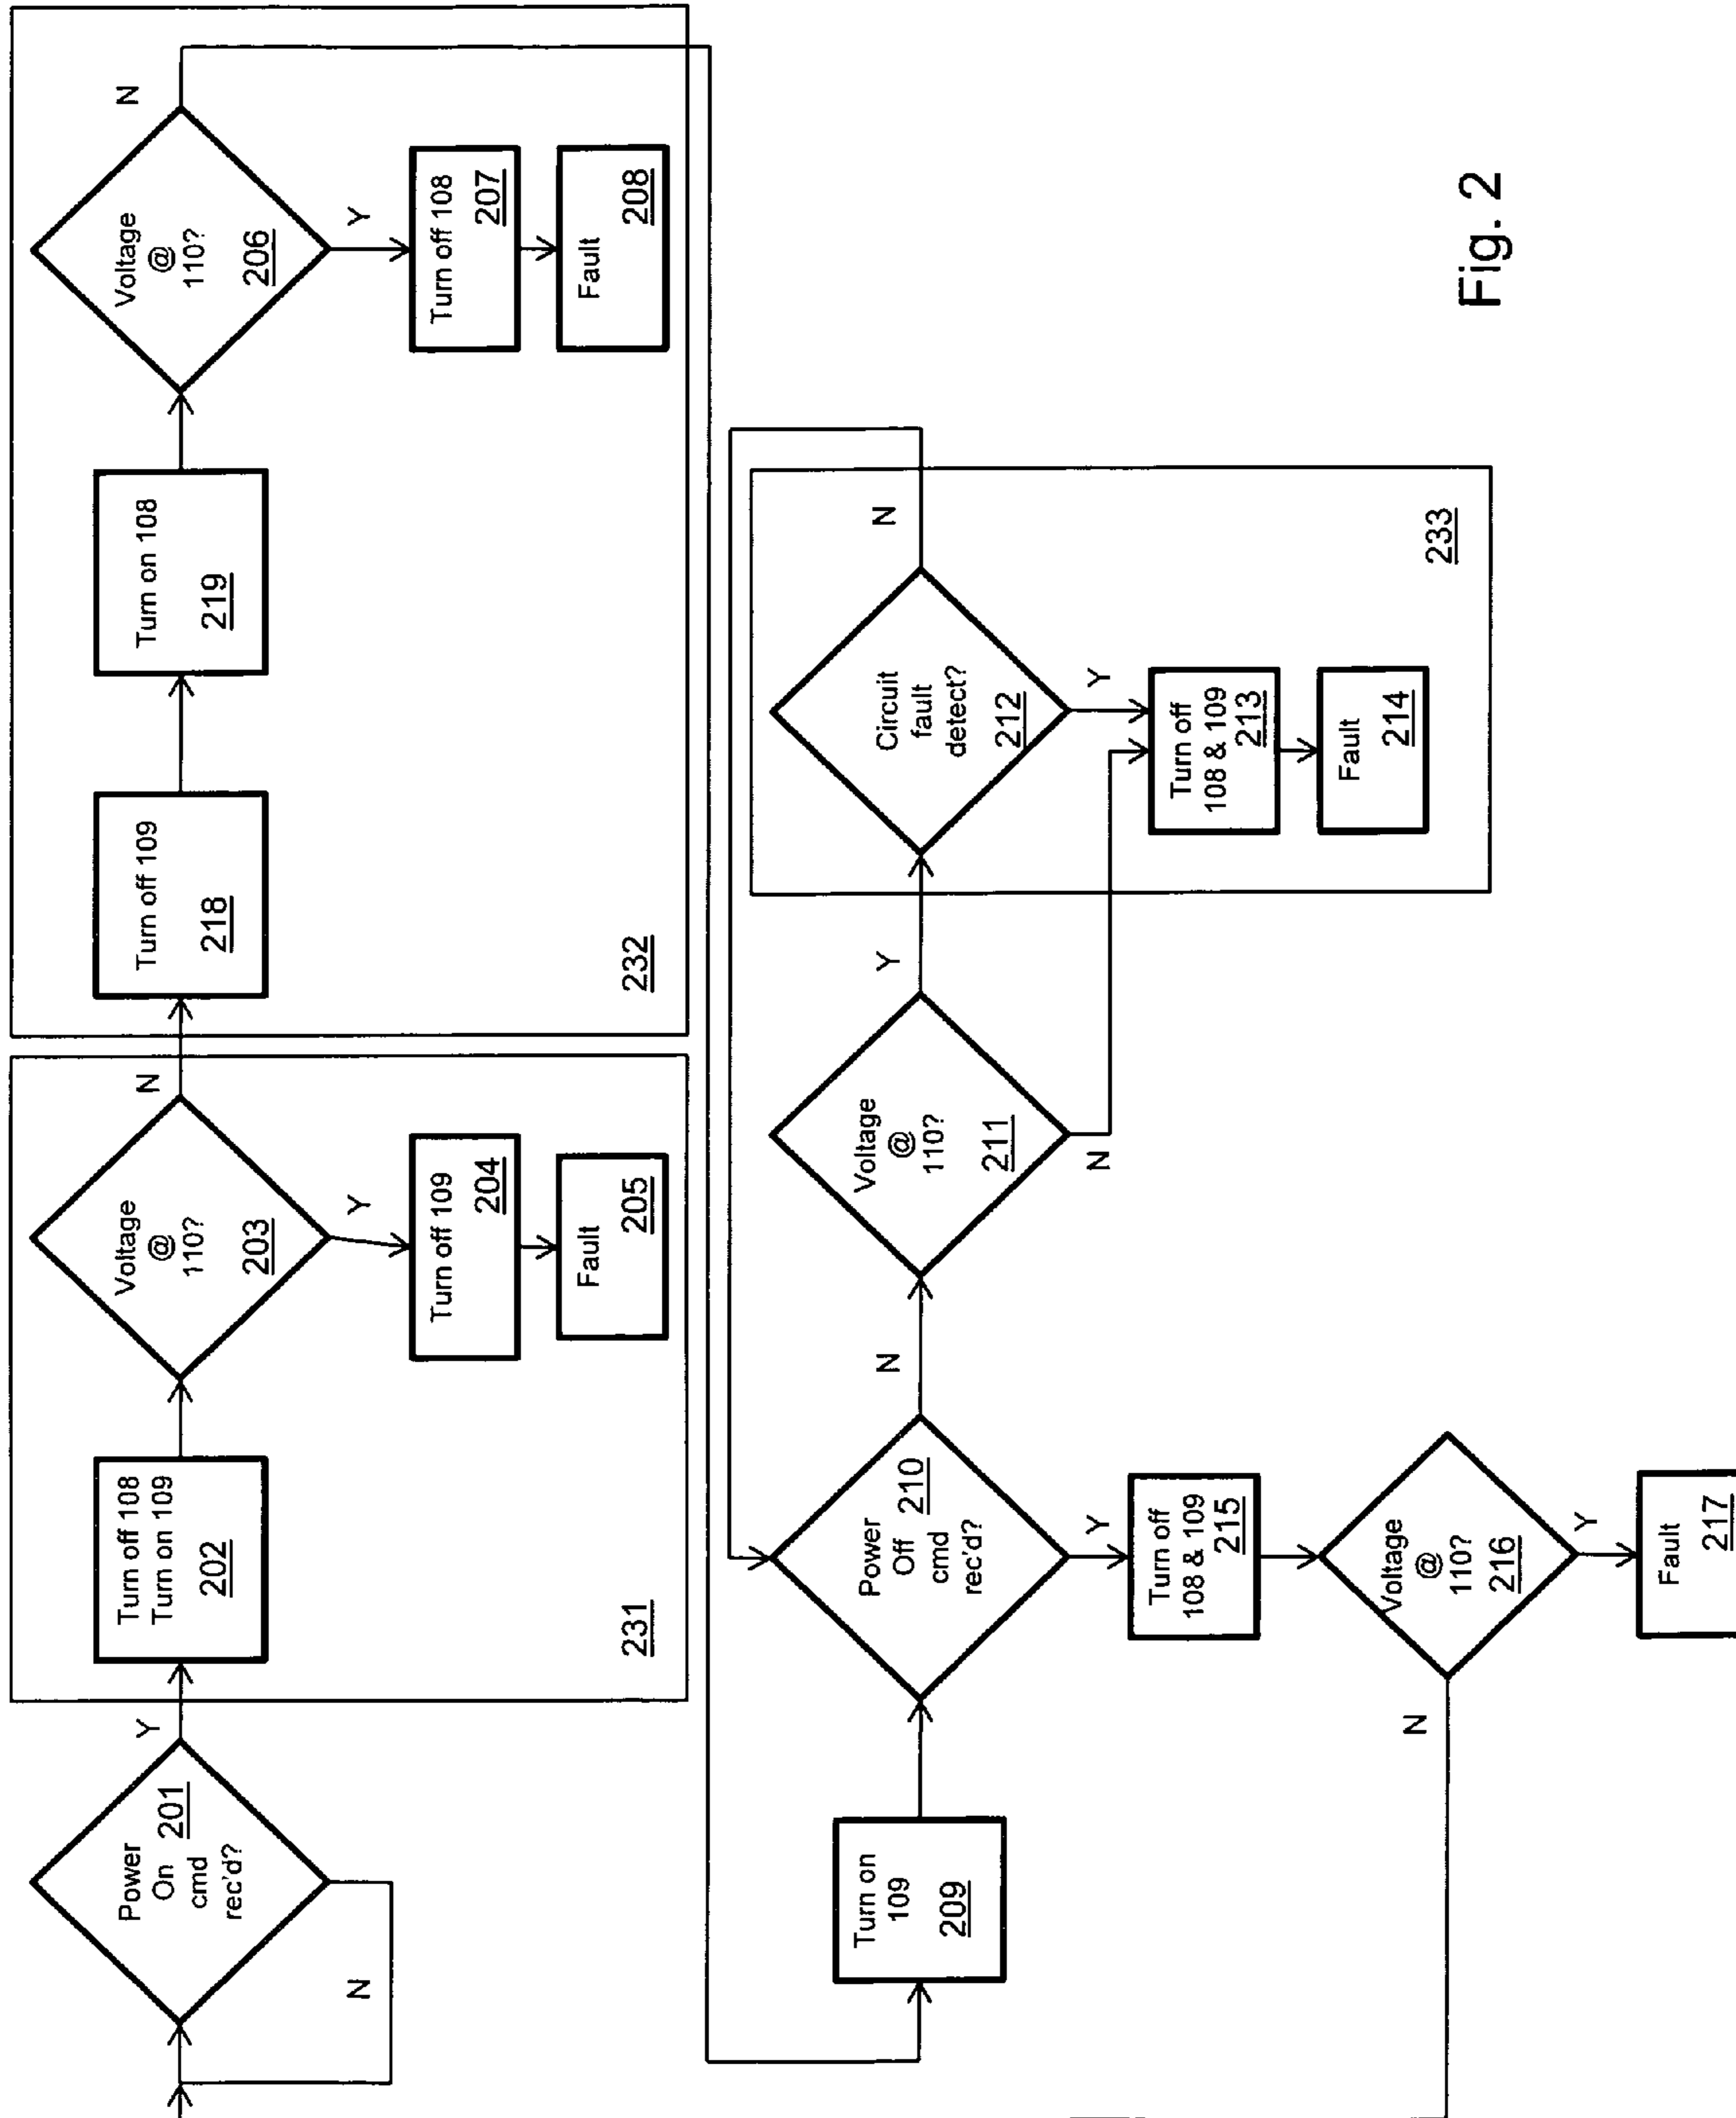 Power
On 201
cmd
rec'd?
Y
N
Turn off 108
Turn on 109
202
Voltage
@
110?
203
N
Y
Turn off 109
204
Fault
205
231
Turn off 109
218
Turn on 108
219
Voltage
@
110?
206
N
Y
Turn off 108
207
Fault
208
232
Turn on
109
209
Power
Off 210
cmd
rec'd?
N
Y
Voltage
@
110?
211
Y
N
Circuit
fault
detect?
212
N
Y
Turn off
108 & 109
213
Fault
214
233
Turn off
108 & 109
215
Voltage
@
110?
216
N
Y
Fault
217
Fig. 2